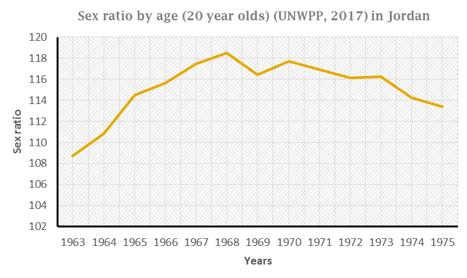 Sex ratio by age (20 year olds) (UNWPP, 2017) in Jordan
120
118
116
114
112
110
108
106
104
102
Sex ratio
1963 1964 1965 1966 1967 1968 1969 1970 1971 1972 1973 1974 1975
Years